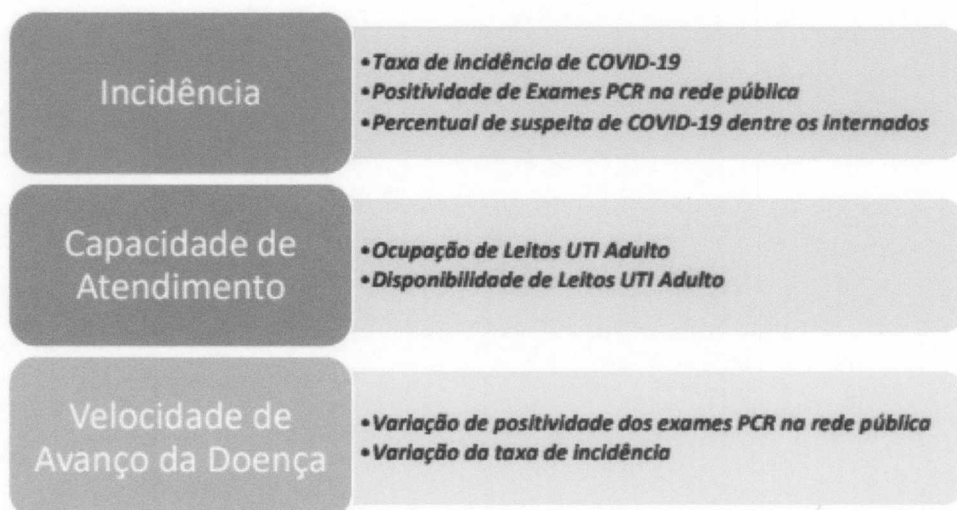 Incidência
•Taxa de incidência de COVID-19
•Positividade de Exames PCR na rede pública
•Percentual de suspeita de COVID-19 dentre os internados
Capacidade de
Atendimento
•Ocupação de Leitos UTI Adulto
•Disponibilidade de Leitos UTI Adulto
Velocidade de
Avanço da Doença
•Variação de positividade dos exames PCR na rede pública
•Variação da taxa de incidência